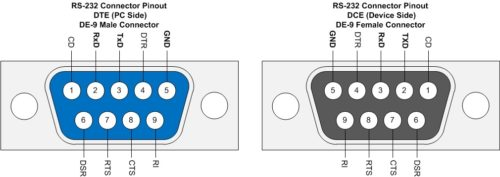 RS-232 Connector Pinout
DTE (PC Side)
DE-9 Male Connector
CD
RxD
TxD
DTR
GND
1
2
3
4
5
6
7
8
9
DSR
RTS
CTS
RI
RS-232 Connector Pinout
DCE (Device Side)
DE-9 Female Connector
GND
DTR
RxD
TXD
CD
5
4
3
2
1
9
8
7
6
RI
RTS
CTS
DSR